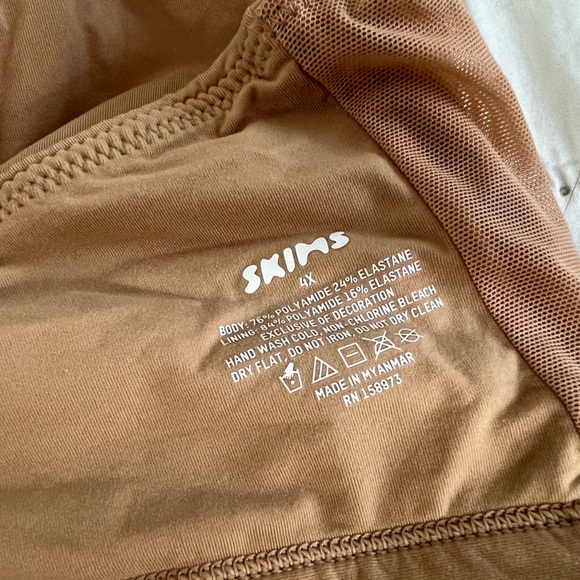 SKIMS
4X
BODY: 76% POLYAMIDE 24% ELASTANE
LINING: 84% POLYAMIDE 16% ELASTANE
EXCLUSIVE OF DECORATION
HAND WASH COLD, NON-CHLORINE BLEACH
DRY FLAT, DO NOT IRON, DO NOT DRY CLEAN
MADE IN MYANMAR
RN 158973